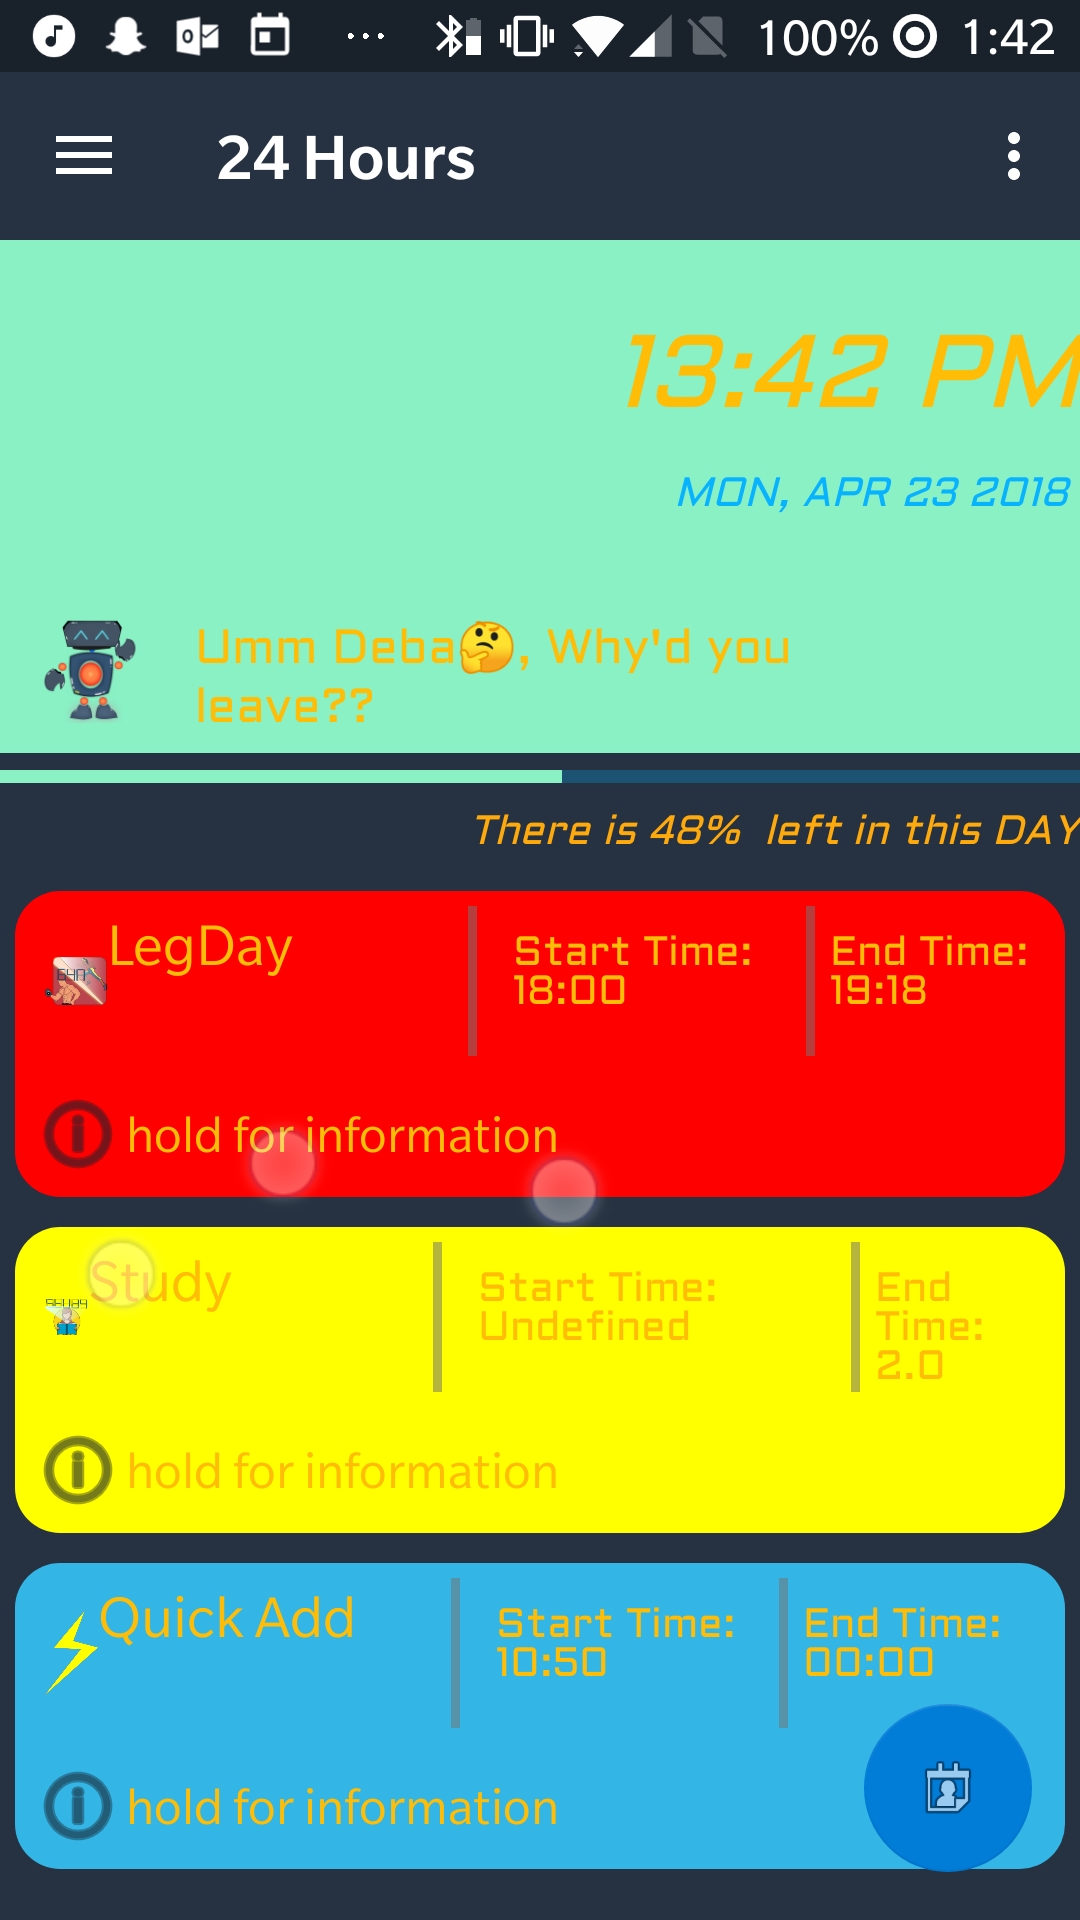 100% 1:42
24 Hours
13:42 PM
MON, APR 23 2018
Umm Deba🤔, Why'd you
leave??
There is 48% left in this DAY
LegDay
Start Time:
18:00
End Time:
19:18
GYM
hold for information
Study
Start Time:
Undefined
End
Time:
2.0
hold for information
Quick Add
Start Time:
10:50
End Time:
00:00
hold for information